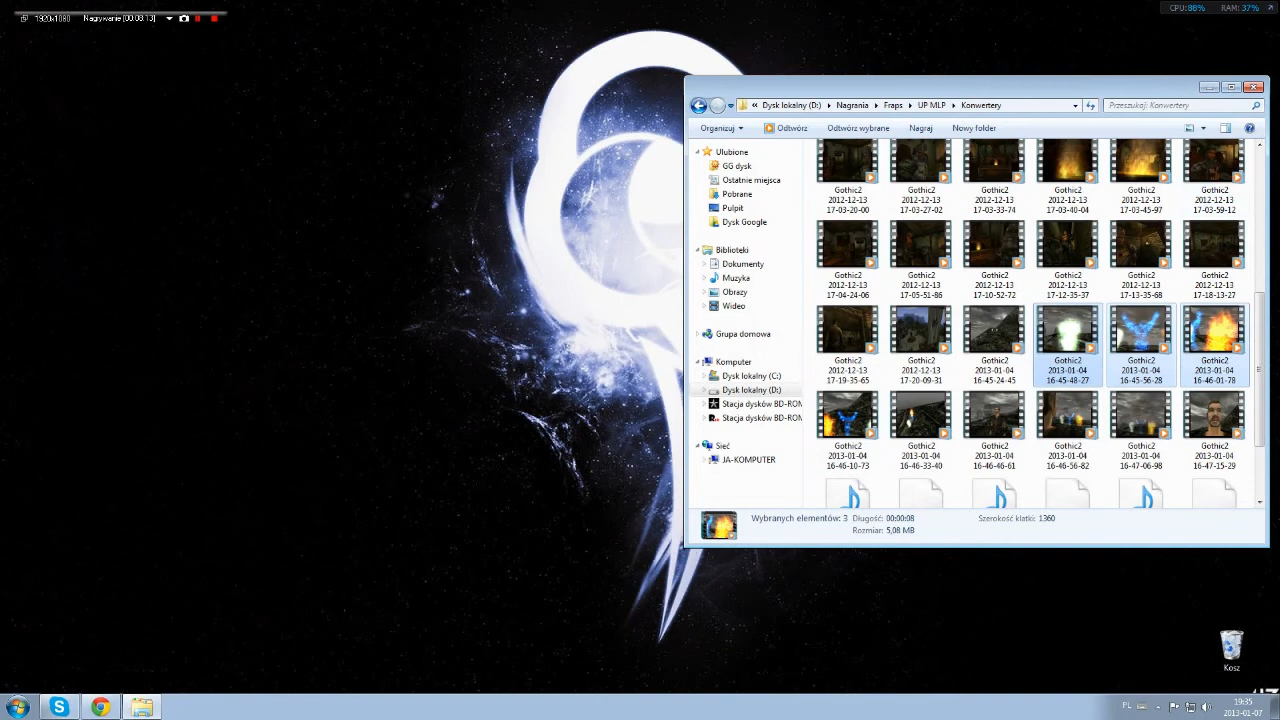 1920x1080 Nagrywanie [00:08:13]
CPU:88% RAM: 37%
« Dysk lokalny (D:) Nagrania Fraps UP MLP Konwertery
Przeszukaj: Konwertery
Organizuj Odtwórz Odtwórz wybrane Nagraj Nowy folder
Ulubione
GG dysk
Ostatnie miejsca
Pobrane
Pulpit
Dysk Google
Biblioteki
Dokumenty
Muzyka
Obrazy
Wideo
Grupa domowa
Komputer
Dysk lokalny (C:)
Dysk lokalny (D:)
Stacja dysków BD-ROM
Stacja dysków BD-ROM
Sieć
JA-KOMPUTER
Gothic2 2012-12-13 17-03-20-00
Gothic2 2012-12-13 17-03-27-02
Gothic2 2012-12-13 17-03-33-74
Gothic2 2012-12-13 17-03-40-04
Gothic2 2012-12-13 17-03-45-97
Gothic2 2012-12-13 17-03-59-12
Gothic2 2012-12-13 17-04-24-06
Gothic2 2012-12-13 17-05-51-86
Gothic2 2012-12-13 17-10-52-72
Gothic2 2012-12-13 17-12-35-37
Gothic2 2012-12-13 17-13-35-68
Gothic2 2012-12-13 17-18-13-27
Gothic2 2012-12-13 17-19-35-65
Gothic2 2012-12-13 17-20-09-31
Gothic2 2013-01-04 16-45-24-45
Gothic2 2013-01-04 16-45-48-27
Gothic2 2013-01-04 16-45-56-28
Gothic2 2013-01-04 16-46-01-78
Gothic2 2013-01-04 16-46-10-73
Gothic2 2013-01-04 16-46-33-40
Gothic2 2013-01-04 16-46-46-61
Gothic2 2013-01-04 16-46-56-82
Gothic2 2013-01-04 16-47-06-98
Gothic2 2013-01-04 16-47-15-29
Wybranych elementów: 3 Długość: 00:00:08 Szerokość klatki: 1360
Rozmiar: 5,08 MB
Kosz
PL
19:35
2013-01-07